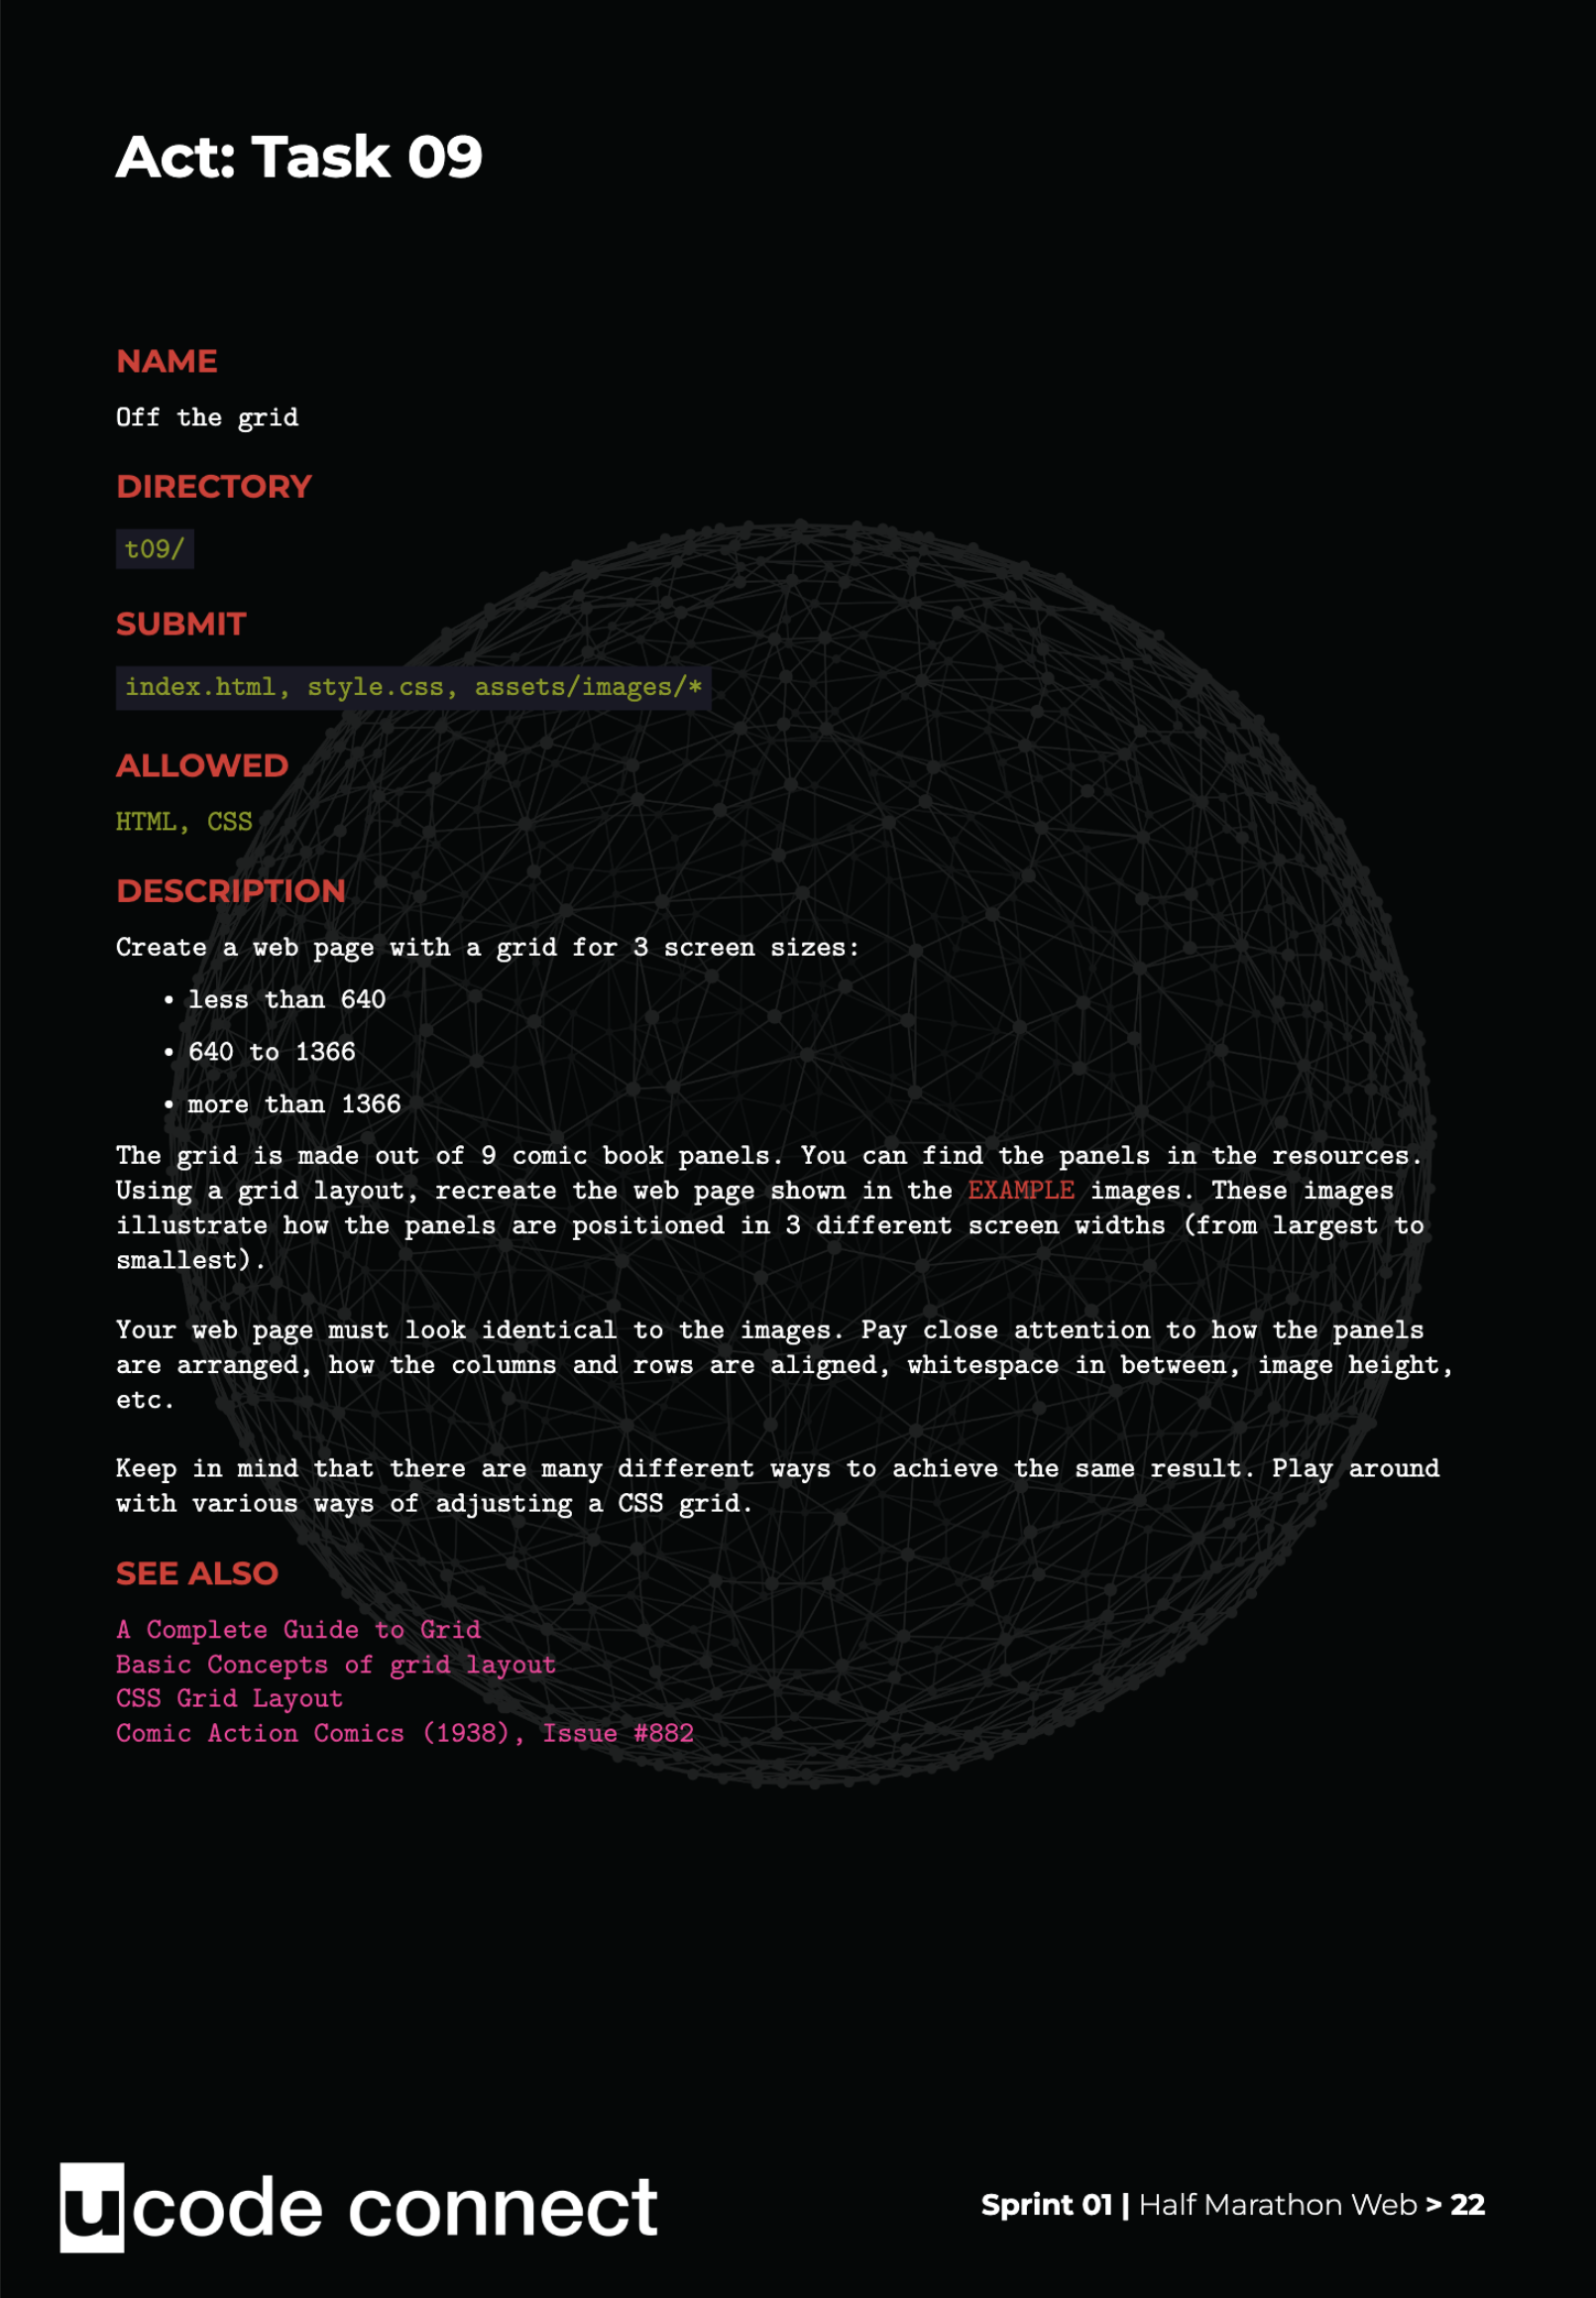 Act: Task 09
NAME
Off the grid
DIRECTORY
t09/
SUBMIT
index.html, style.css, assets/images/*
ALLOWED
HTML, CSS
DESCRIPTION
Create a web page with a grid for 3 screen sizes:
• less than 640
• 640 to 1366
• more than 1366
The grid is made out of 9 comic book panels. You can find the panels in the resources.
Using a grid layout, recreate the web page shown in the EXAMPLE images. These images
illustrate how the panels are positioned in 3 different screen widths (from largest to
smallest).
Your web page must look identical to the images. Pay close attention to how the panels
are arranged, how the columns and rows are aligned, whitespace in between, image height,
etc.
Keep in mind that there are many different ways to achieve the same result. Play around
with various ways of adjusting a CSS grid.
SEE ALSO
A Complete Guide to Grid
Basic Concepts of grid layout
CSS Grid Layout
Comic Action Comics (1938), Issue #882
ucode connect
Sprint 01 | Half Marathon Web > 22